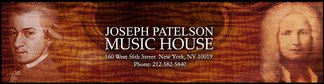 JOSEPH PATELSON
MUSIC HOUSE
160 West 56th Street New York, NY 10019
Phone: 212-582-5840